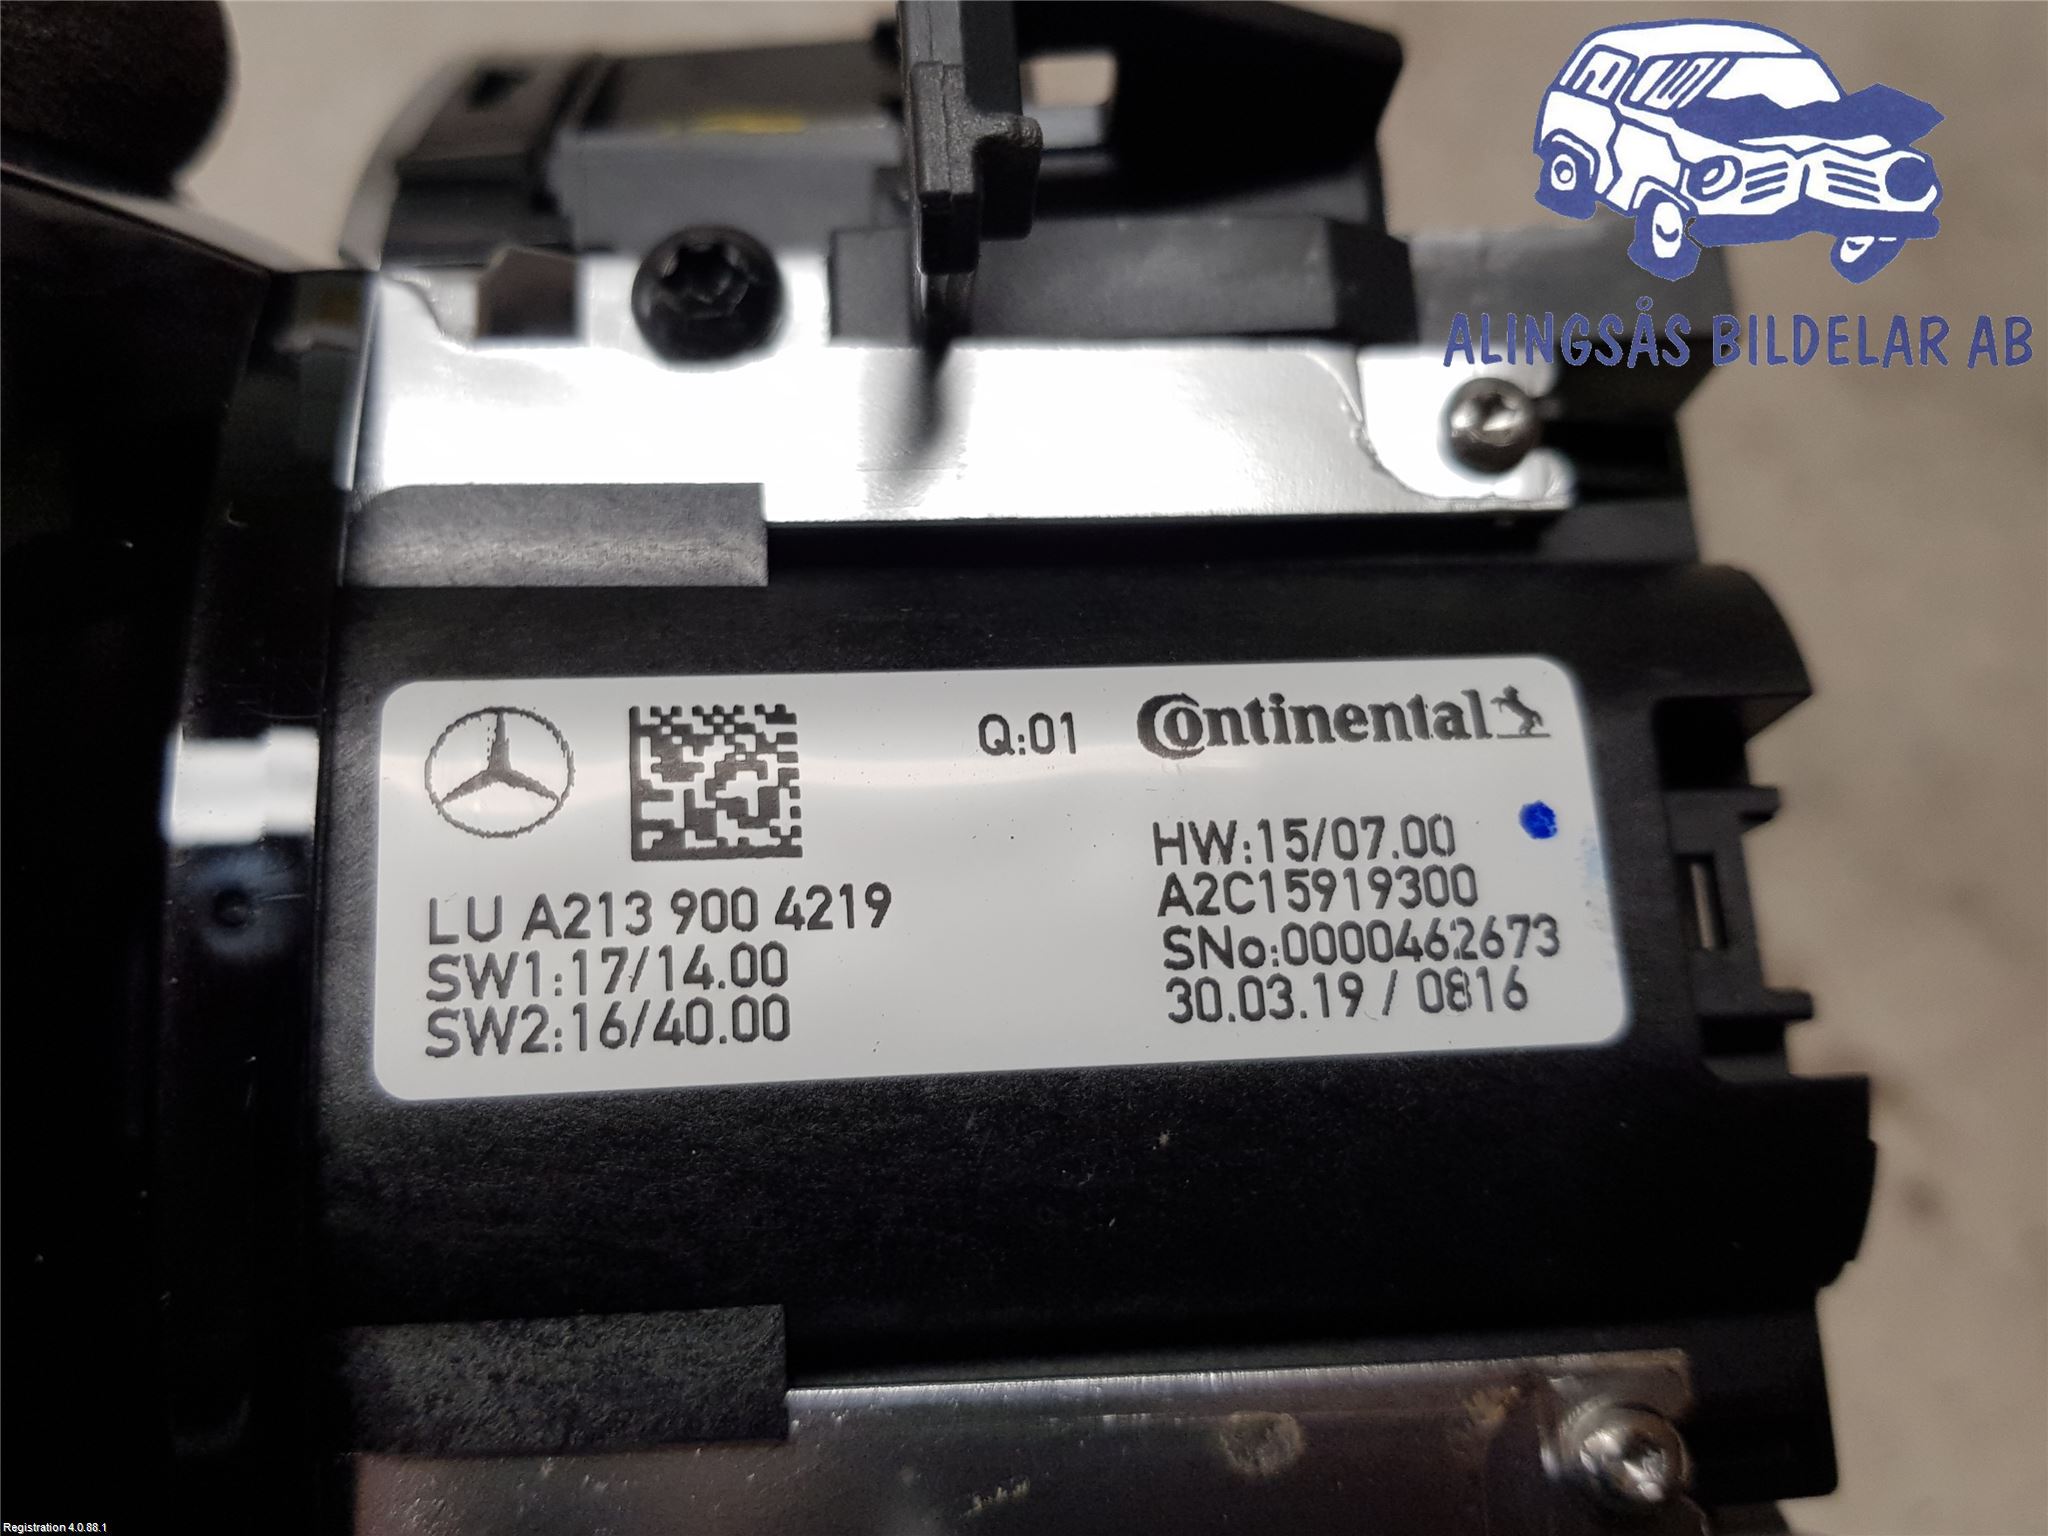 ALINGSÅS BILDELAR AB
Q:01
Continental
LU A213 900 4219
SW1:17/14.00
SW2:16/40.00
HW:15/07.00
A2C15919300
SNo:0000462673
30.03.19 / 0816
Registration 4.0.88.1